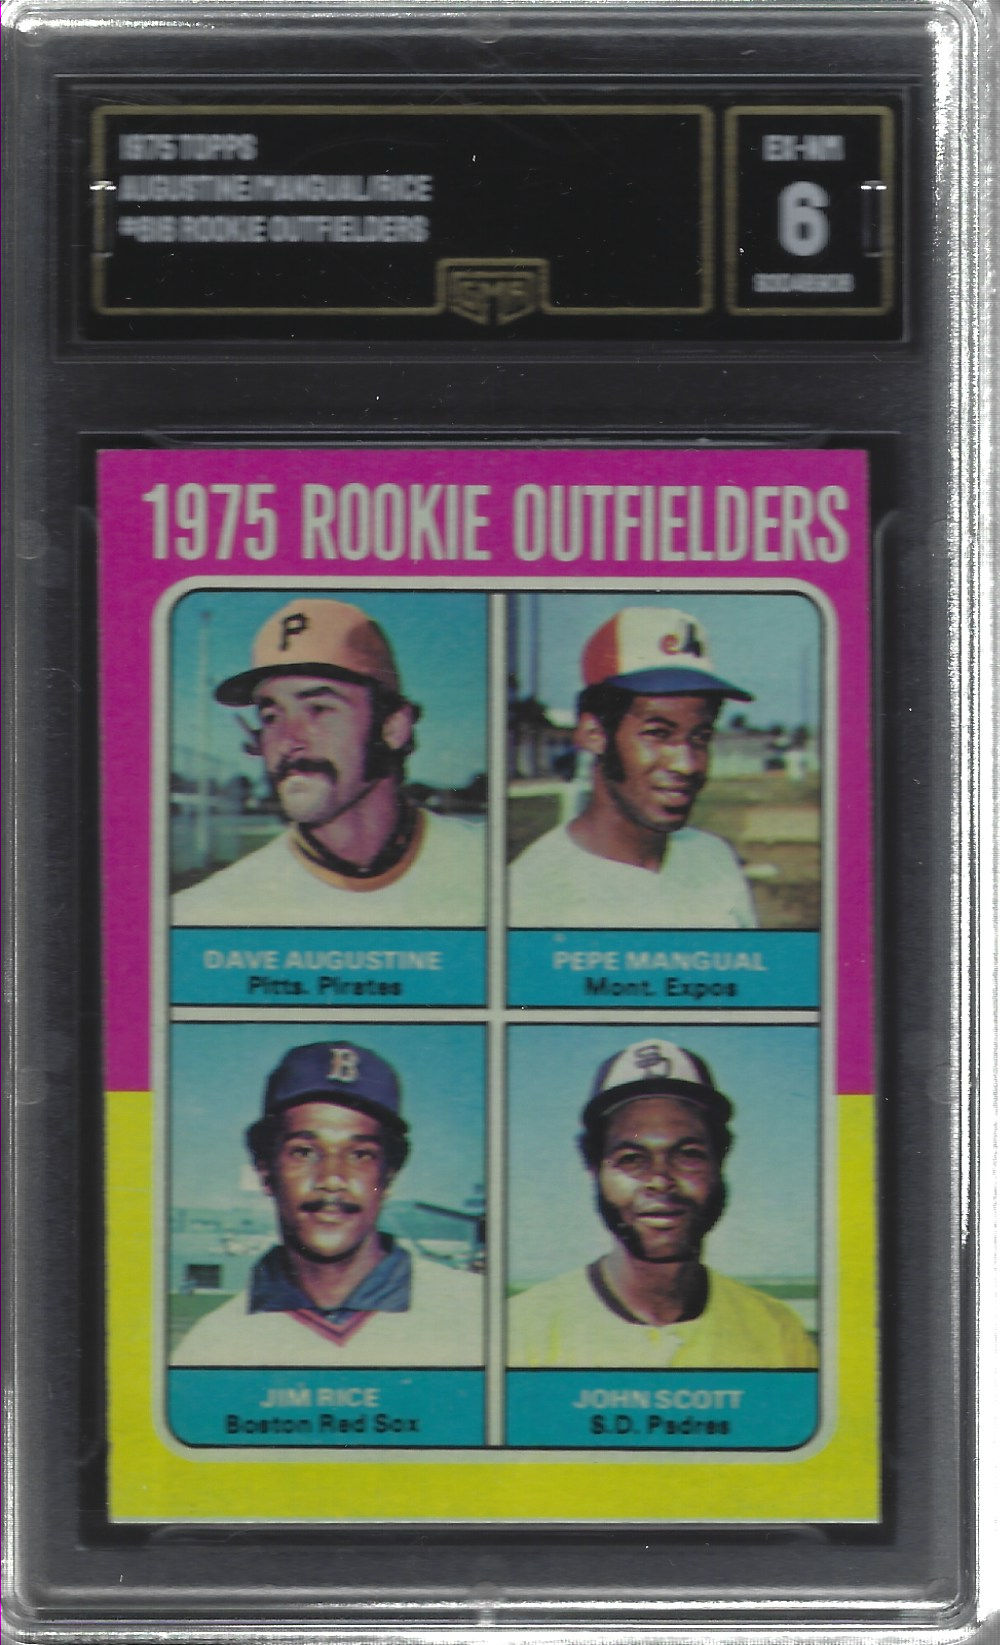 1975 TOPPS
AUGUSTINE/MANGUAL/RICE
#616 ROOKIE OUTFIELDERS
GMA
EX-NM
6
1975 ROOKIE OUTFIELDERS
P
M
DAVE AUGUSTINE
Pitts. Pirates
PEPE MANGUAL
Mont. Expos
B
SD
JIM RICE
Boston Red Sox
JOHN SCOTT
S.D. Padres